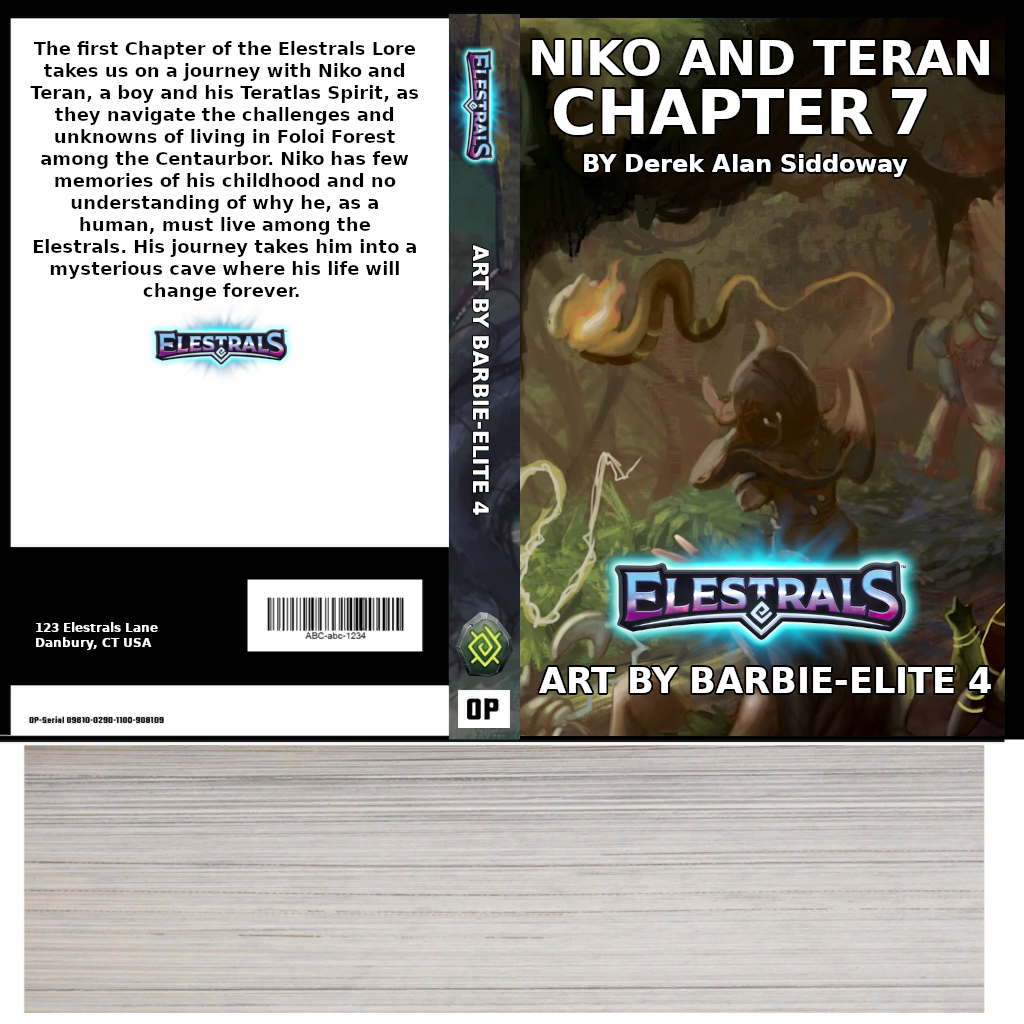 The first Chapter of the Elestrals Lore
takes us on a journey with Niko and
Teran, a boy and his Teratlas Spirit, as
they navigate the challenges and
unknowns of living in Foloi Forest
among the Centaurbor. Niko has few
memories of his childhood and no
understanding of why he, as a
human, must live among the
Elestrals. His journey takes him into a
mysterious cave where his life will
change forever.
ELESTRALS
123 Elestrals Lane
Danbury, CT USA
ABC-abc-1234
OP-Serial 09810-0290-1100-908109
ELESTRALS
ART BY BARBIE-ELITE 4
OP
NIKO AND TERAN
CHAPTER 7
BY Derek Alan Siddoway
ELESTRALS™
ART BY BARBIE-ELITE 4